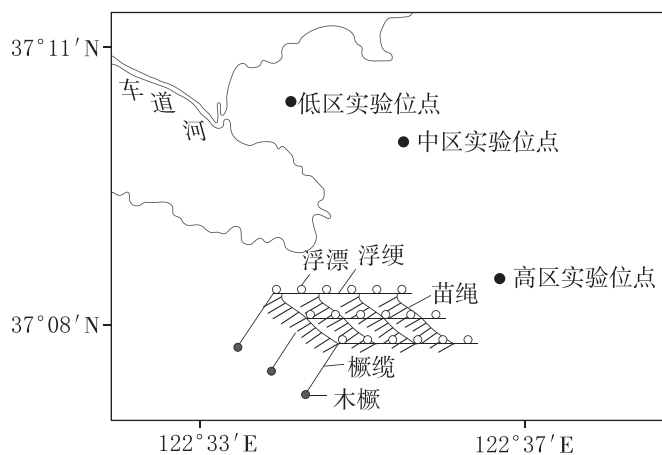 37°11′N
车道河
低区实验位点
中区实验位点
浮漂
浮绠
高区实验位点
苗绳
37°08′N
橛缆
木橛
122°33′E
122°37′E